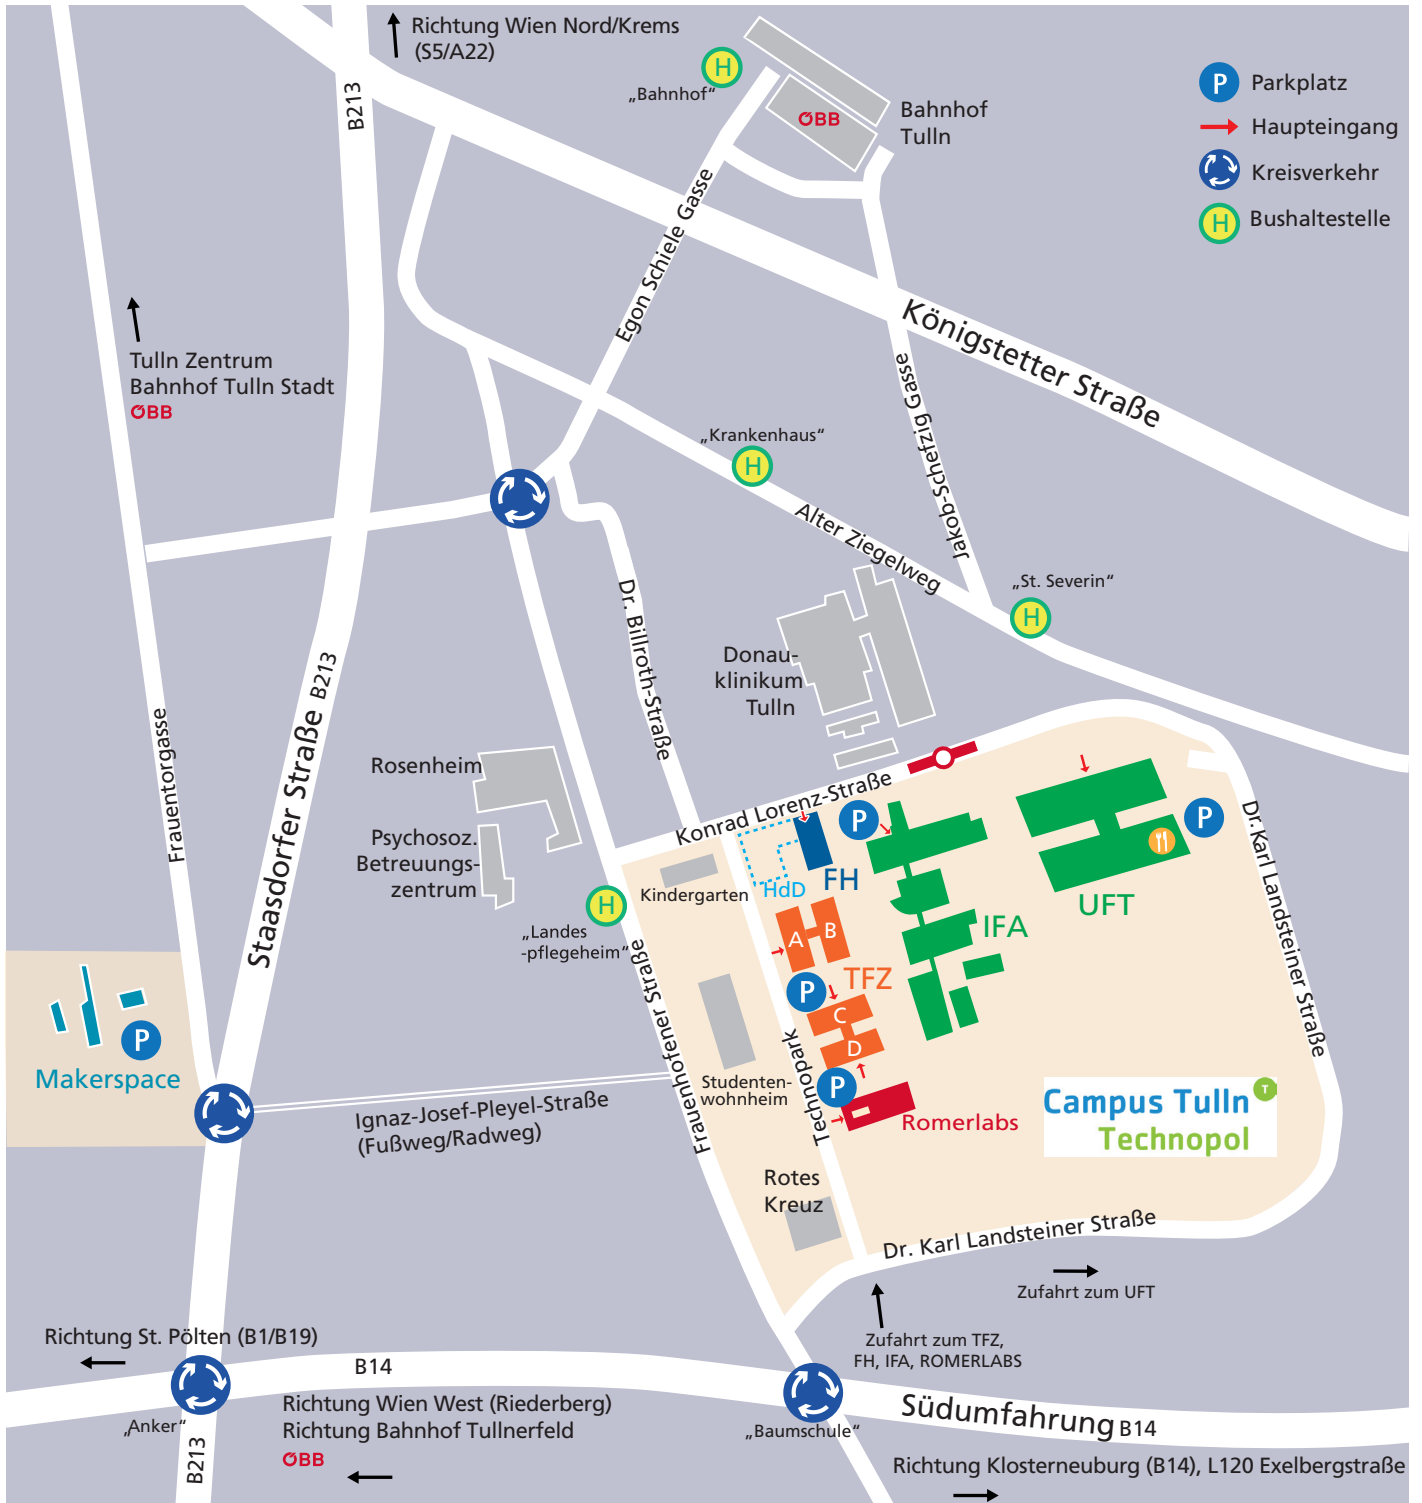 Richtung Wien Nord/Krems
(S5/A22)
B213
„Bahnhof“
H
ÖBB
Bahnhof
Tulln
P Parkplatz
Haupteingang
Kreisverkehr
H Bushaltestelle
Egon Schiele Gasse
Königstetter Straße
Jakob-Schefzig Gasse
Tulln Zentrum
Bahnhof Tulln Stadt
ÖBB
„Krankenhaus“
H
Alter Ziegelweg
„St. Severin“
H
Dr. Billroth-Straße
Donau-
klinikum
Tulln
Frauentorgasse
Staasdorfer Straße B213
Rosenheim
Psychosoz.
Betreuungs-
zentrum
Konrad Lorenz-Straße
P
P
Dr. Karl Landsteiner Straße
Kindergarten
HdD
FH
UFT
IFA
H
„Landes
-pflegeheim“
A
B
TFZ
P
C
D
P
Frauenhofener Straße
Technopark
Studenten-
wohnheim
Romerlabs
P
Makerspace
Ignaz-Josef-Pleyel-Straße
(Fußweg/Radweg)
Campus Tulln T
Technopol
Rotes
Kreuz
Dr. Karl Landsteiner Straße
Zufahrt zum UFT
Zufahrt zum TFZ,
FH, IFA, ROMERLABS
Richtung St. Pölten (B1/B19)
B14
„Anker“
B213
Richtung Wien West (Riederberg)
Richtung Bahnhof Tullnerfeld
ÖBB
„Baumschule“
Südumfahrung B14
Richtung Klosterneuburg (B14), L120 Exelbergstraße